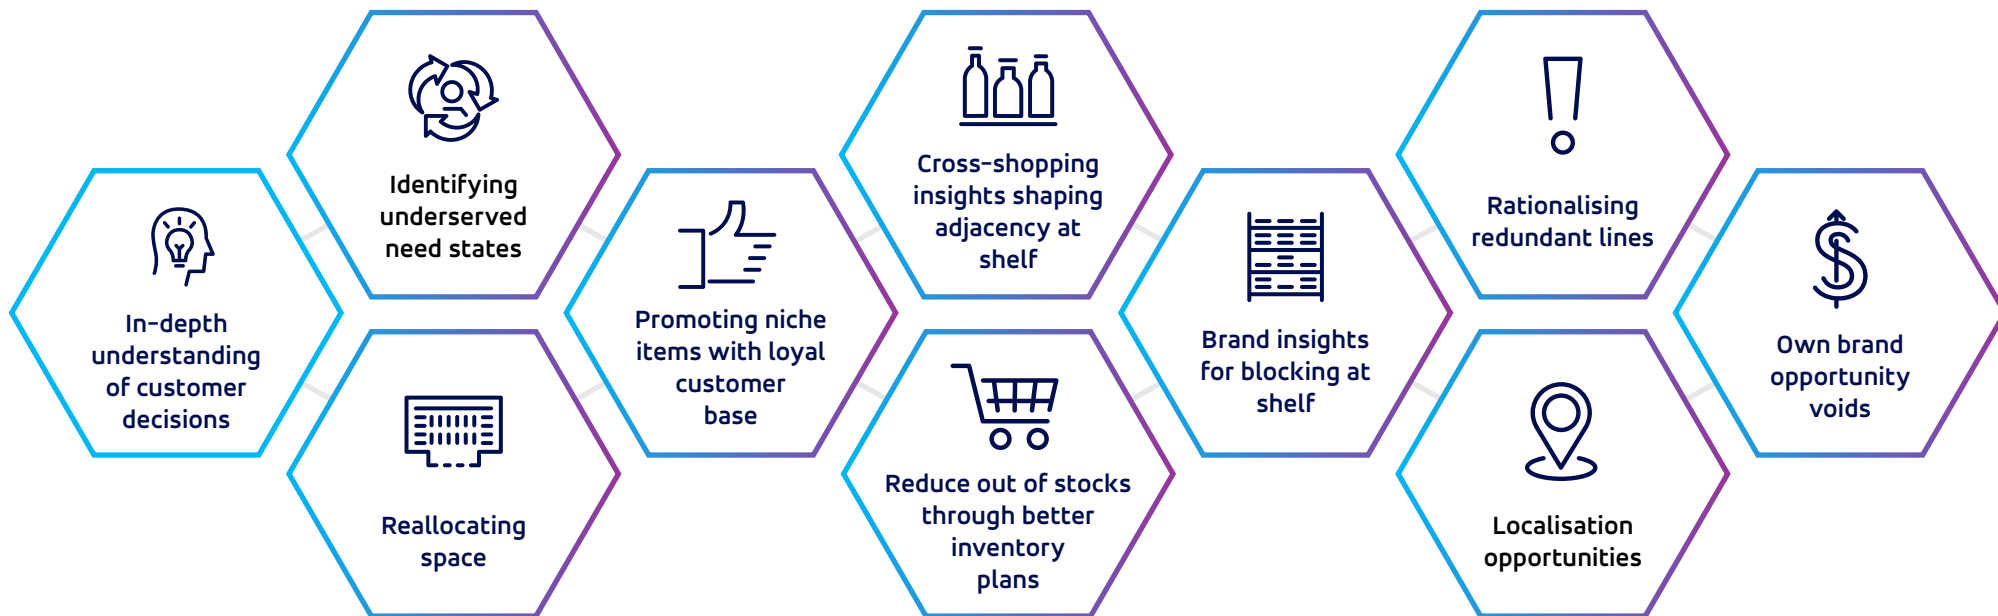 In-depth
understanding
of customer
decisions
Identifying
underserved
need states
Reallocating
space
Promoting niche
items with loyal
customer
base
Cross-shopping
insights shaping
adjacency at
shelf
Reduce out of stocks
through better
inventory
plans
Brand insights
for blocking at
shelf
Rationalising
redundant lines
Localisation
opportunities
Own brand
opportunity
voids